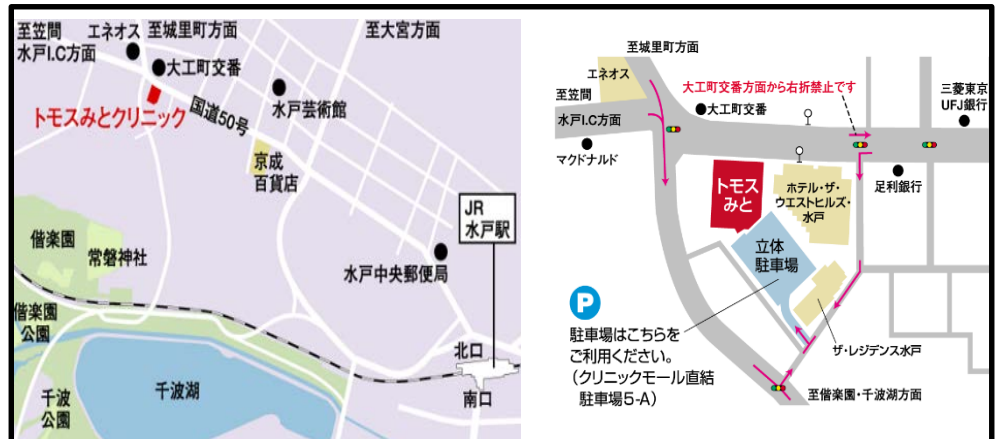 至笠間
水戸I.C方面
エネオス
至城里町方面
至大宮方面
大工町交番
トモスみとクリニック
国道50号
水戸芸術館
京成
百貨店
JR
水戸駅
偕楽園
常磐神社
水戸中央郵便局
偕楽園
公園
千波湖
北口
南口
千波
公園
至城里町方面
エネオス
大工町交番方面から右折禁止です
三菱東京
UFJ銀行
至笠間
水戸I.C方面
大工町交番
マクドナルド
トモス
みと
ホテル・ザ・
ウエストヒルズ・
水戸
足利銀行
立体
駐車場
P
駐車場はこちらを
ご利用ください。
(クリニックモール直結
駐車場5-A)
ザ・レジデンス水戸
至偕楽園・千波湖方面